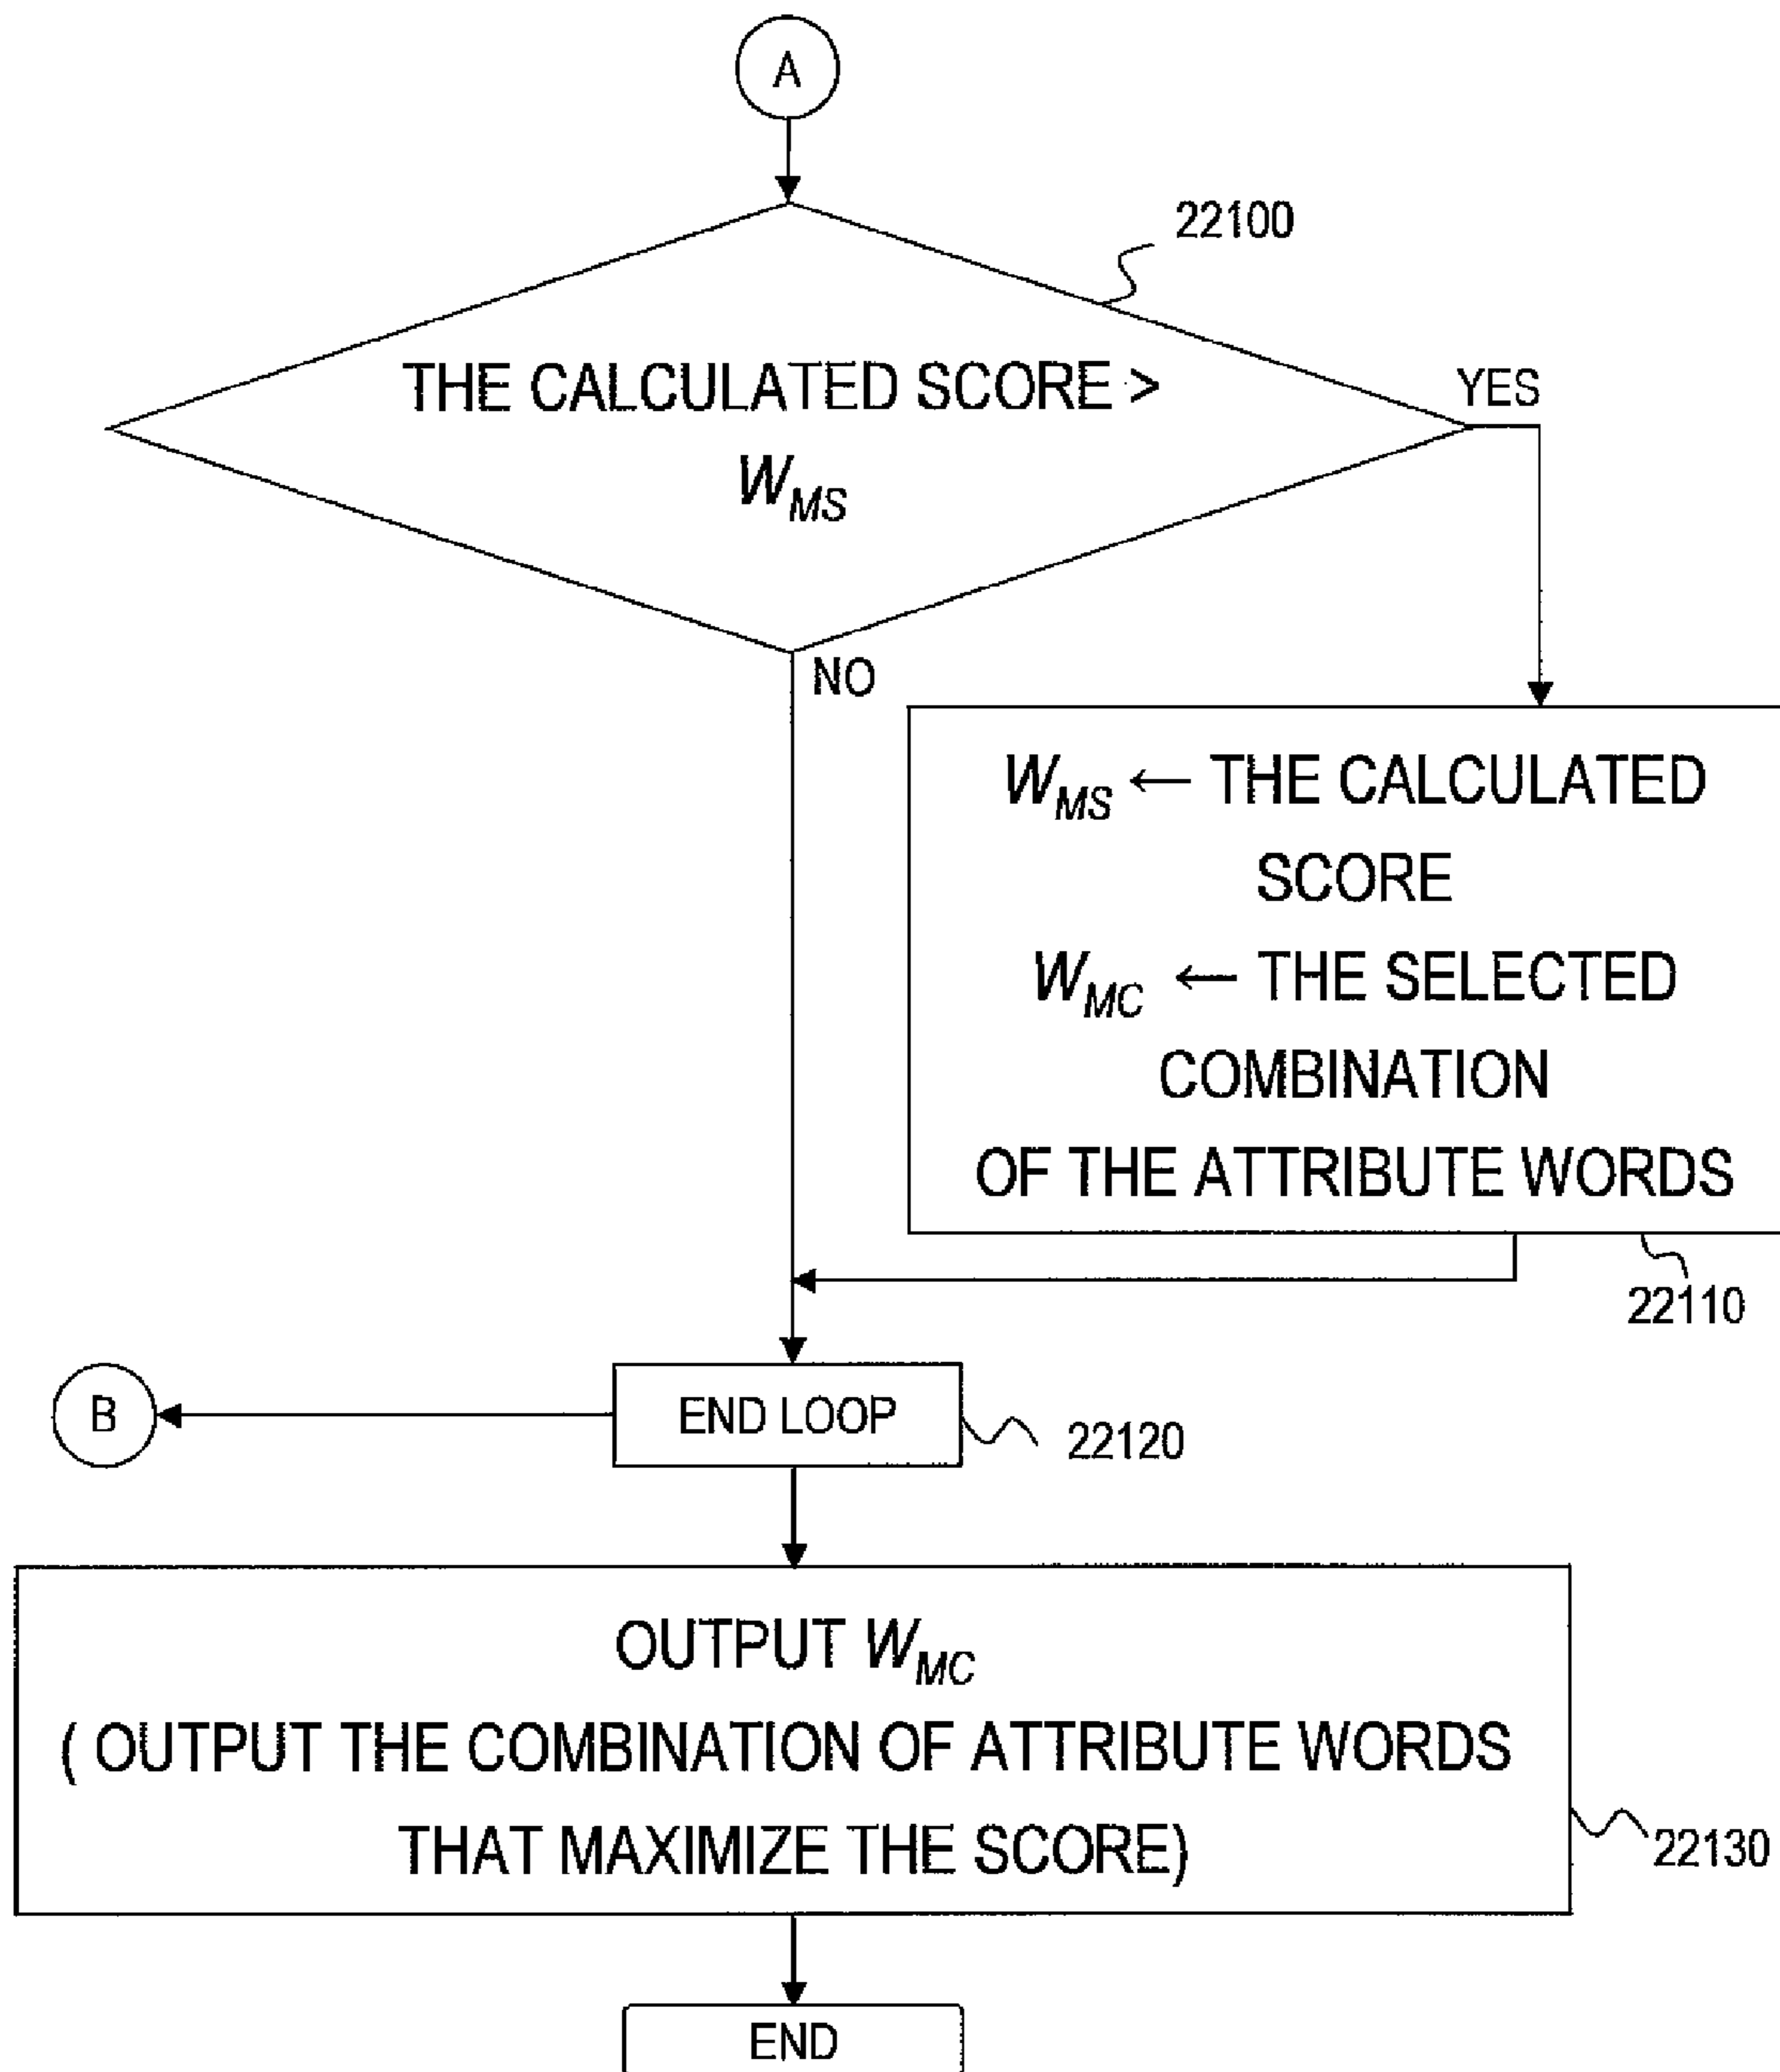 A
22100
THE CALCULATED SCORE >
W_MS
YES
NO
W_MS ← THE CALCULATED
SCORE
W_MC ← THE SELECTED
COMBINATION
OF THE ATTRIBUTE WORDS
22110
B
END LOOP
22120
OUTPUT W_MC
( OUTPUT THE COMBINATION OF ATTRIBUTE WORDS
THAT MAXIMIZE THE SCORE)
22130
END